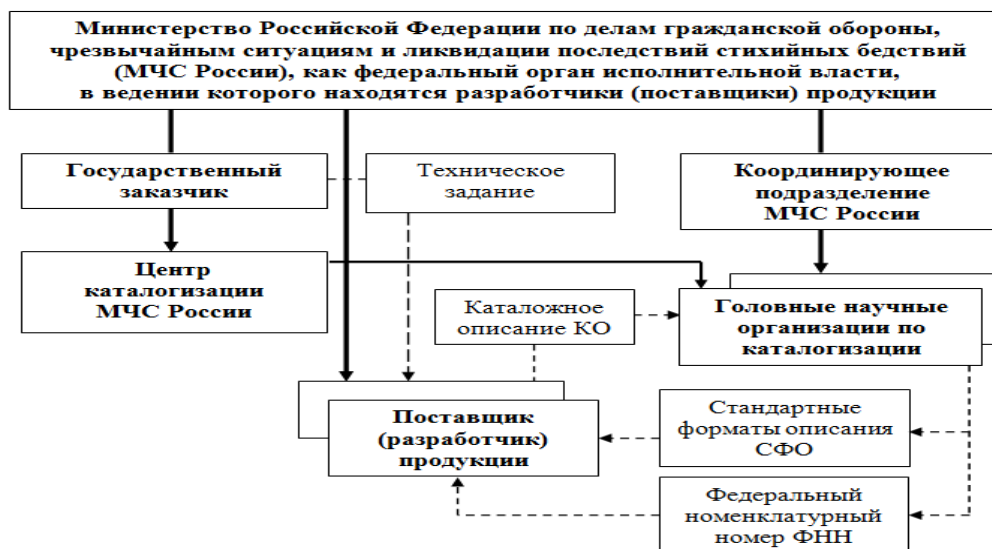 Министерство Российской Федерации по делам гражданской обороны,
чрезвычайным ситуациям и ликвидации последствий стихийных бедствий
(МЧС России), как федеральный орган исполнительной власти,
в ведении которого находятся разработчики (поставщики) продукции
Государственный
заказчик
Техническое
задание
Координирующее
подразделение
МЧС России
Центр
каталогизации
МЧС России
Каталожное
описание КО
Головные научные
организации по
каталогизации
Поставщик
(разработчик)
продукции
Стандартные
форматы описания
СФО
Федеральный
номенклатурный
номер ФНН